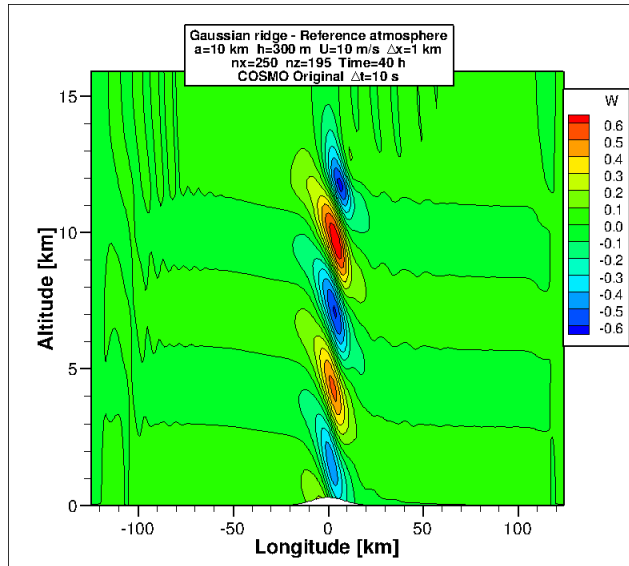 Gaussian ridge - Reference atmosphere
a=10 km h=300 m U=10 m/s Δx=1 km
nx=250 nz=195 Time=40 h
COSMO Original Δt=10 s
W
0.6
0.5
0.4
0.2
0.1
0.0
-0.1
-0.2
-0.3
-0.4
-0.5
-0.6
15
10
5
0
Altitude [km]
-100 -50 0 50 100
Longitude [km]